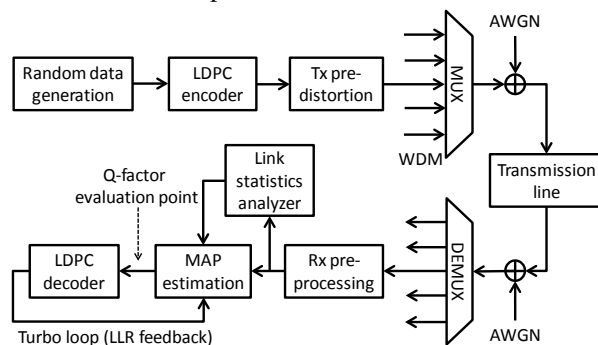 AWGN
Random data
generation
LDPC
encoder
Tx pre-
distortion
MUX
WDM
Transmission
line
Link
statistics
analyzer
Q-factor
evaluation point
LDPC
decoder
MAP
estimation
Rx pre-
processing
DEMUX
AWGN
Turbo loop (LLR feedback)